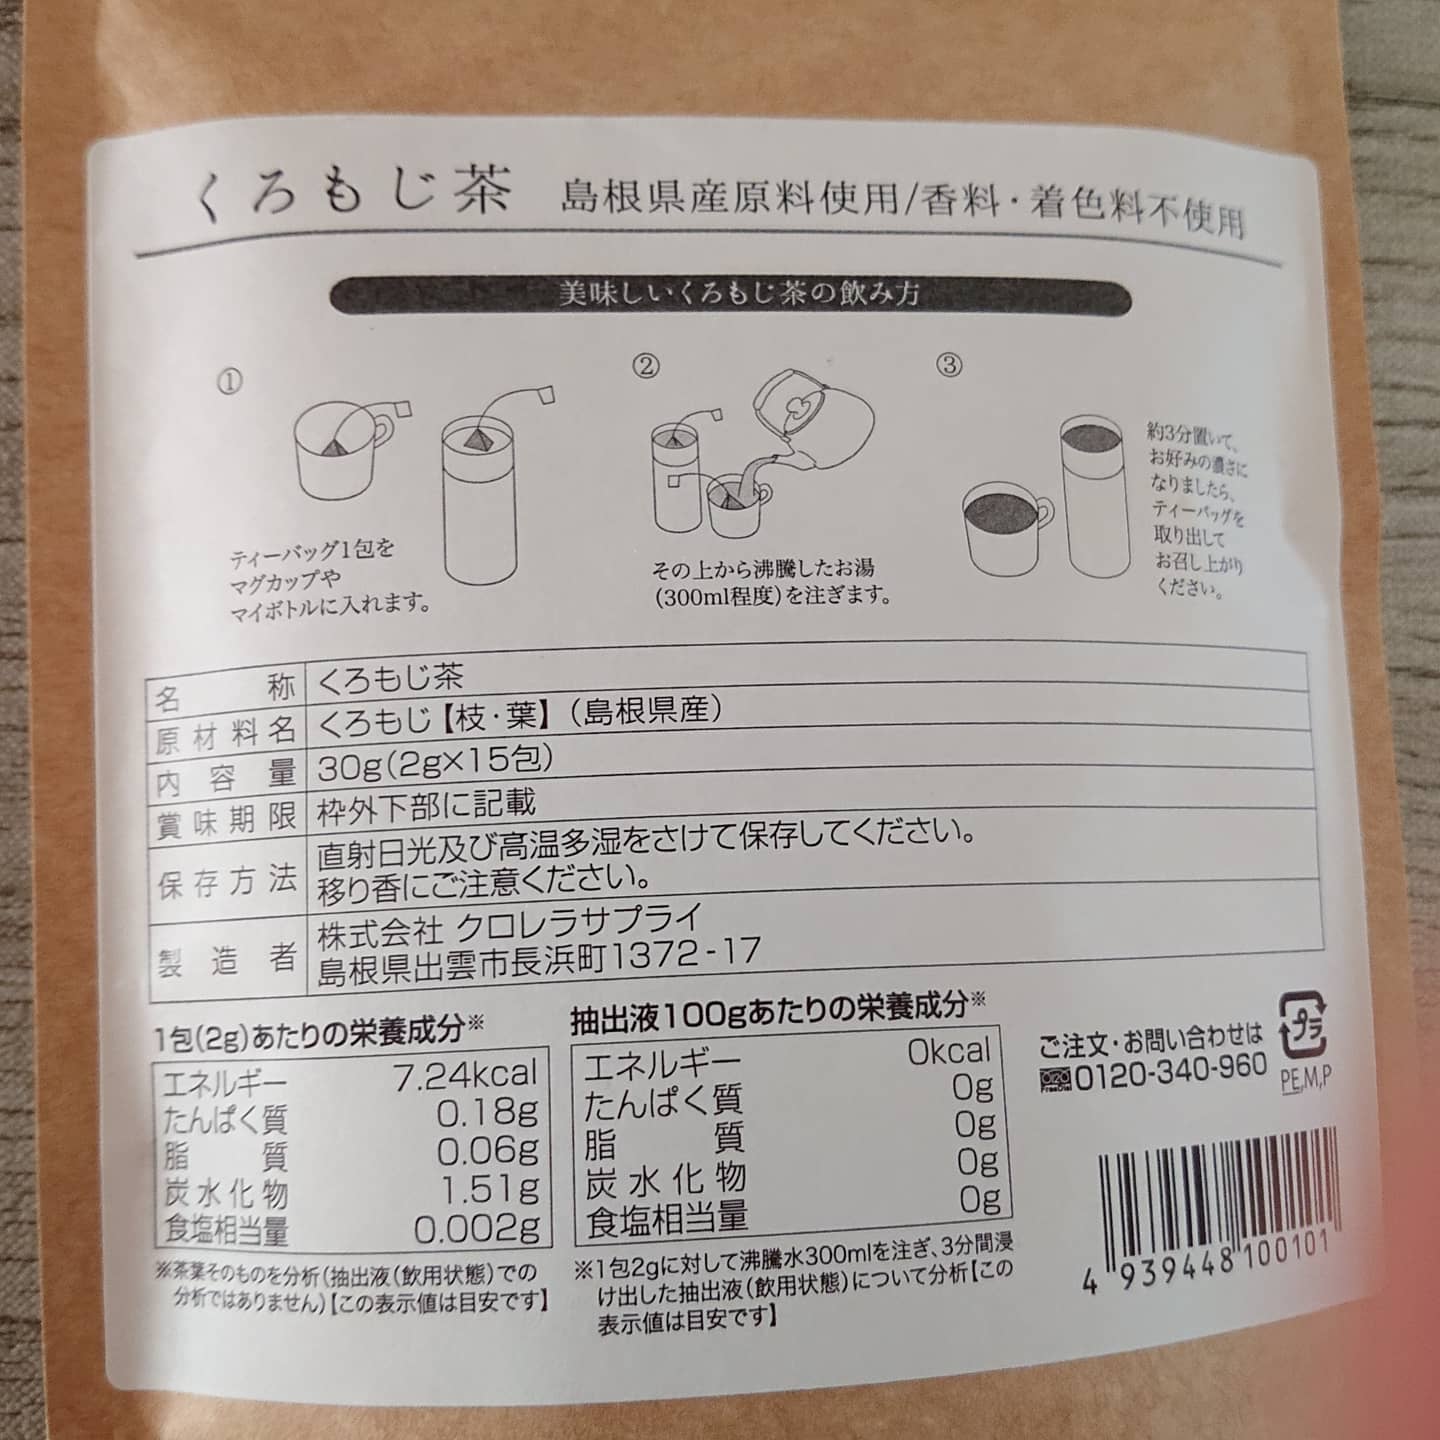 くろもじ茶 島根県産原料使用/香料・着色料不使用
美味しいくろもじ茶の飲み方
①
ティーバッグ1包を
マグカップや
マイボトルに入れます。
②
その上から沸騰したお湯
(300ml程度)を注ぎます。
③
約3分置いて、
お好みの濃さに
なりましたら、
ティーバッグを
取り出して
お召し上がり
ください。
名称 くろもじ茶
原材料名 くろもじ【枝・葉】(島根県産)
内容量 30g(2g×15包)
賞味期限 枠外下部に記載
保存方法 直射日光及び高温多湿をさけて保存してください。
移り香にご注意ください。
製造者 株式会社 クロレラサプライ
島根県出雲市長浜町1372-17
1包(2g)あたりの栄養成分※
エネルギー 7.24kcal
たんぱく質 0.18g
脂質 0.06g
炭水化物 1.51g
食塩相当量 0.002g
※茶葉そのものを分析(抽出液(飲用状態)での
分析ではありません)【この表示値は目安です】
抽出液100gあたりの栄養成分※
エネルギー 0kcal
たんぱく質 0g
脂質 0g
炭水化物 0g
食塩相当量 0g
※1包2gに対して沸騰水300mlを注ぎ、3分間浸
け出した抽出液(飲用状態)について分析【この
表示値は目安です】
ご注文・お問い合わせは
FreeDial 0120-340-960
プラ
PE,M,P
4 939448 100101